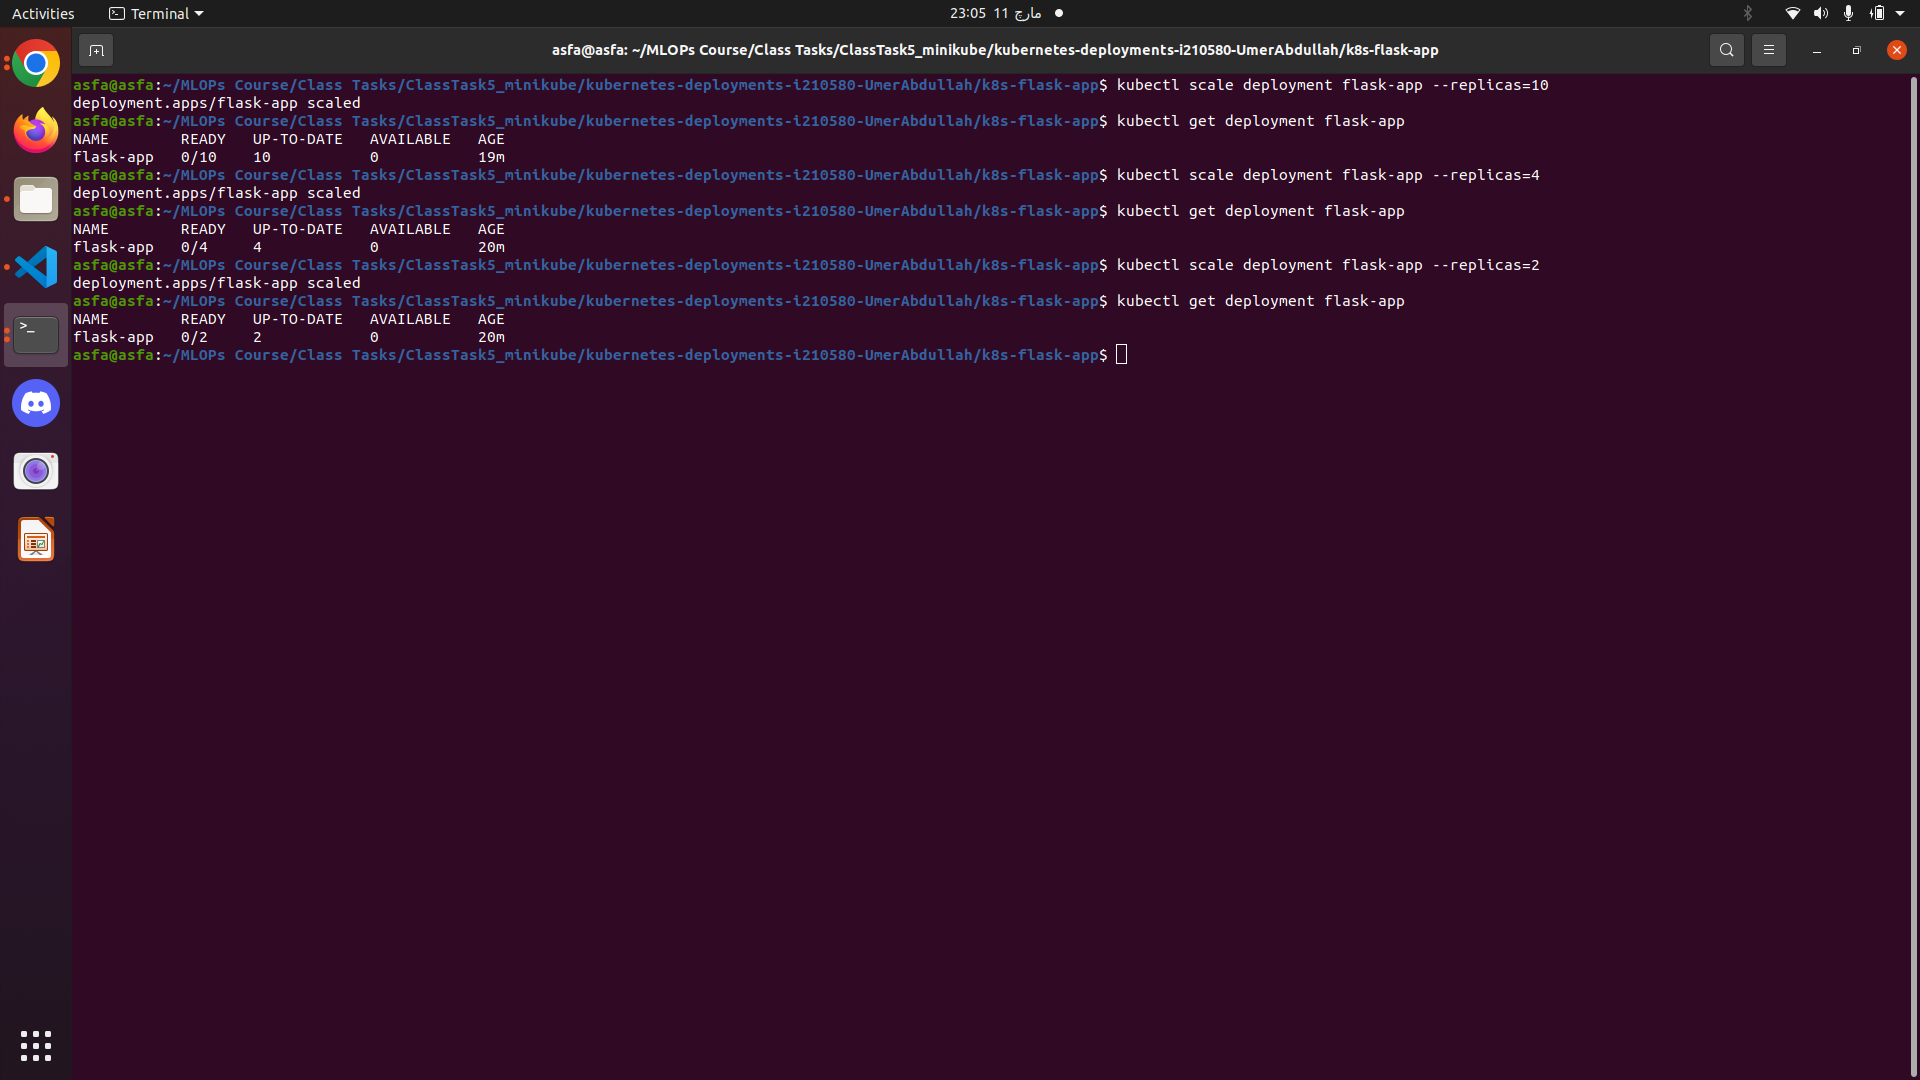 Activities
Terminal
23:05 11 مارچ
asfa@asfa: ~/MLOPs Course/Class Tasks/ClassTask5_minikube/kubernetes-deployments-i210580-UmerAbdullah/k8s-flask-app
asfa@asfa:~/MLOPs Course/Class Tasks/ClassTask5_minikube/kubernetes-deployments-i210580-UmerAbdullah/k8s-flask-app$ kubectl scale deployment flask-app --replicas=10
deployment.apps/flask-app scaled
asfa@asfa:~/MLOPs Course/Class Tasks/ClassTask5_minikube/kubernetes-deployments-i210580-UmerAbdullah/k8s-flask-app$ kubectl get deployment flask-app
NAME        READY   UP-TO-DATE   AVAILABLE   AGE
flask-app   0/10    10           0           19m
asfa@asfa:~/MLOPs Course/Class Tasks/ClassTask5_minikube/kubernetes-deployments-i210580-UmerAbdullah/k8s-flask-app$ kubectl scale deployment flask-app --replicas=4
deployment.apps/flask-app scaled
asfa@asfa:~/MLOPs Course/Class Tasks/ClassTask5_minikube/kubernetes-deployments-i210580-UmerAbdullah/k8s-flask-app$ kubectl get deployment flask-app
NAME        READY   UP-TO-DATE   AVAILABLE   AGE
flask-app   0/4     4            0           20m
asfa@asfa:~/MLOPs Course/Class Tasks/ClassTask5_minikube/kubernetes-deployments-i210580-UmerAbdullah/k8s-flask-app$ kubectl scale deployment flask-app --replicas=2
deployment.apps/flask-app scaled
asfa@asfa:~/MLOPs Course/Class Tasks/ClassTask5_minikube/kubernetes-deployments-i210580-UmerAbdullah/k8s-flask-app$ kubectl get deployment flask-app
NAME        READY   UP-TO-DATE   AVAILABLE   AGE
flask-app   0/2     2            0           20m
asfa@asfa:~/MLOPs Course/Class Tasks/ClassTask5_minikube/kubernetes-deployments-i210580-UmerAbdullah/k8s-flask-app$